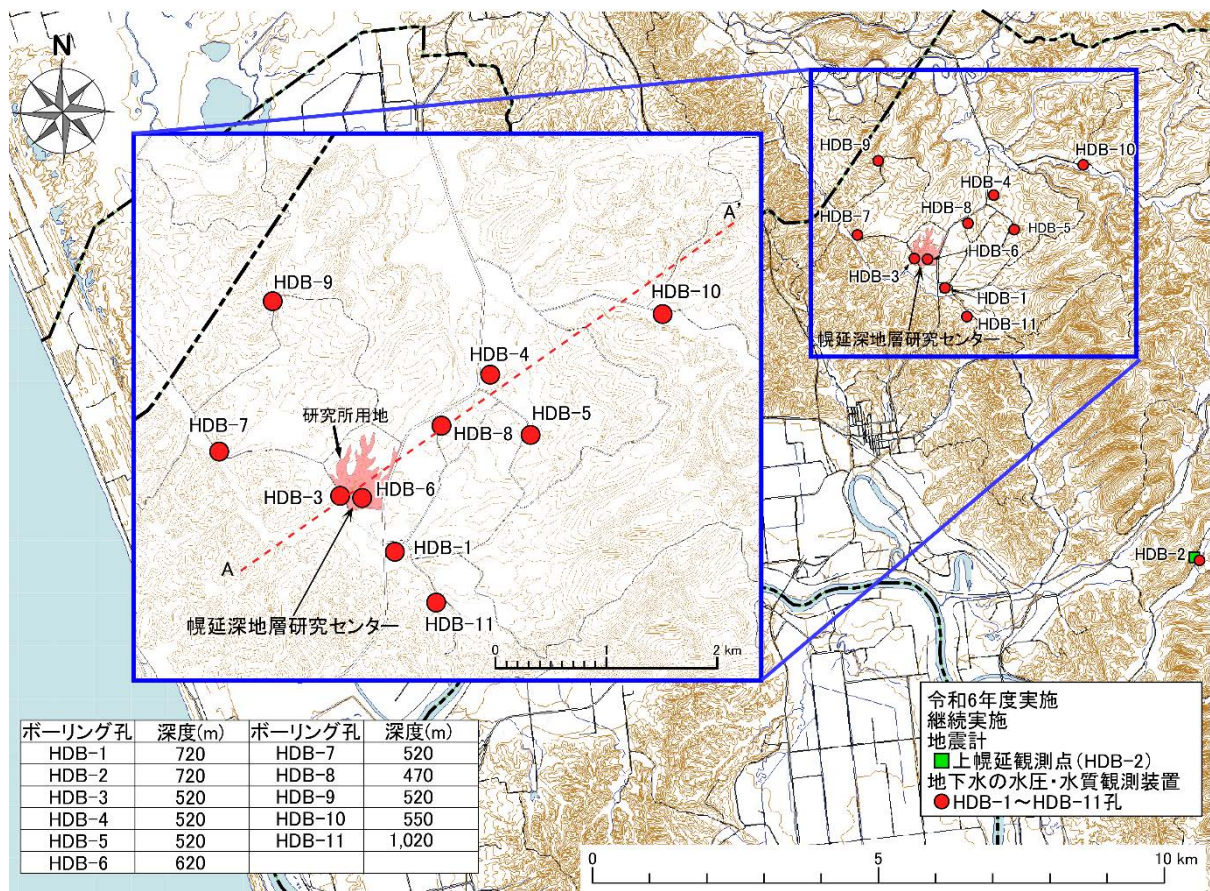 N
HDB-9
HDB-10
HDB-4
HDB-8
HDB-7
HDB-5
HDB-6
HDB-3
HDB-1
HDB-11
幌延深地層研究センター
A'
HDB-9
HDB-10
HDB-4
研究所用地
HDB-5
HDB-7
HDB-8
HDB-3
HDB-6
HDB-1
A
幌延深地層研究センター
HDB-11
0 1 2 km
HDB-2
ボーリング孔 深度(m) ボーリング孔 深度(m)
HDB-1 720 HDB-7 520
HDB-2 720 HDB-8 470
HDB-3 520 HDB-9 520
HDB-4 520 HDB-10 550
HDB-5 520 HDB-11 1,020
HDB-6 620
令和6年度実施
継続実施
地震計
上幌延観測点(HDB-2)
地下水の水圧・水質観測装置
HDB-1～HDB-11孔
0 5 10 km